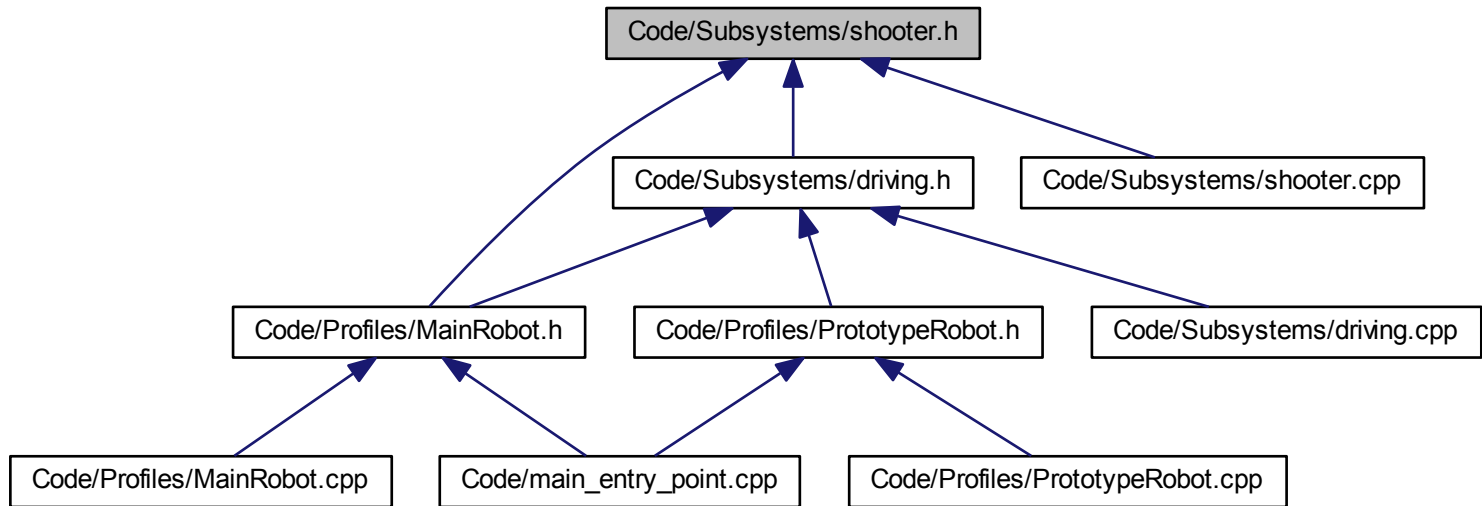 Code/Subsystems/shooter.h
Code/Subsystems/driving.h
Code/Subsystems/shooter.cpp
Code/Profiles/MainRobot.h
Code/Profiles/PrototypeRobot.h
Code/Subsystems/driving.cpp
Code/Profiles/MainRobot.cpp
Code/main_entry_point.cpp
Code/Profiles/PrototypeRobot.cpp